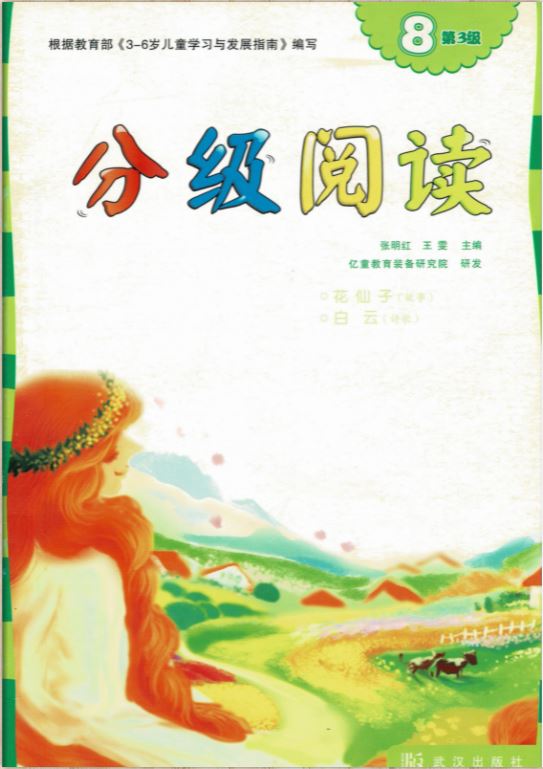 根据教育部《3-6岁儿童学习与发展指南》编写
8 第3级
分级阅读
张明红 王雯 主编
亿童教育装备研究院 研发
花仙子（故事）
白云（诗歌）
武汉出版社